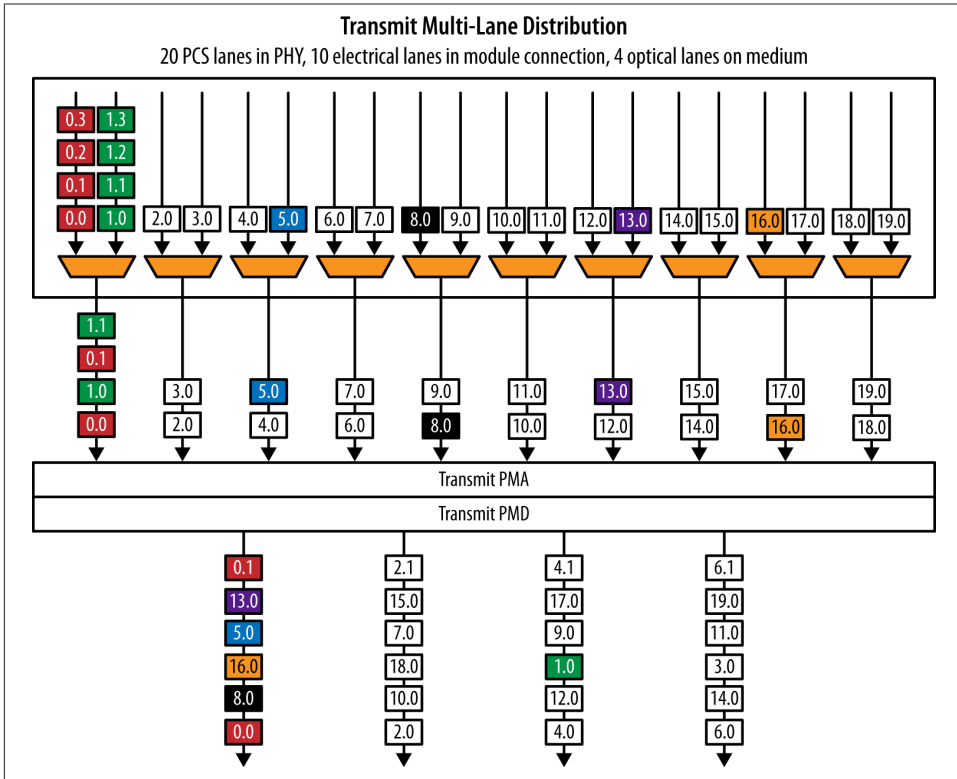 Transmit Multi-Lane Distribution
20 PCS lanes in PHY, 10 electrical lanes in module connection, 4 optical lanes on medium
0.3 1.3
0.2 1.2
0.1 1.1
0.0 1.0 2.0 3.0 4.0 5.0 6.0 7.0 8.0 9.0 10.0 11.0 12.0 13.0 14.0 15.0 16.0 17.0 18.0 19.0
1.1
0.1
1.0 3.0 5.0 7.0 9.0 11.0 13.0 15.0 17.0 19.0
0.0 2.0 4.0 6.0 8.0 10.0 12.0 14.0 16.0 18.0
Transmit PMA
Transmit PMD
0.1 2.1 4.1 6.1
13.0 15.0 17.0 19.0
5.0 7.0 9.0 11.0
16.0 18.0 1.0 3.0
8.0 10.0 12.0 14.0
0.0 2.0 4.0 6.0